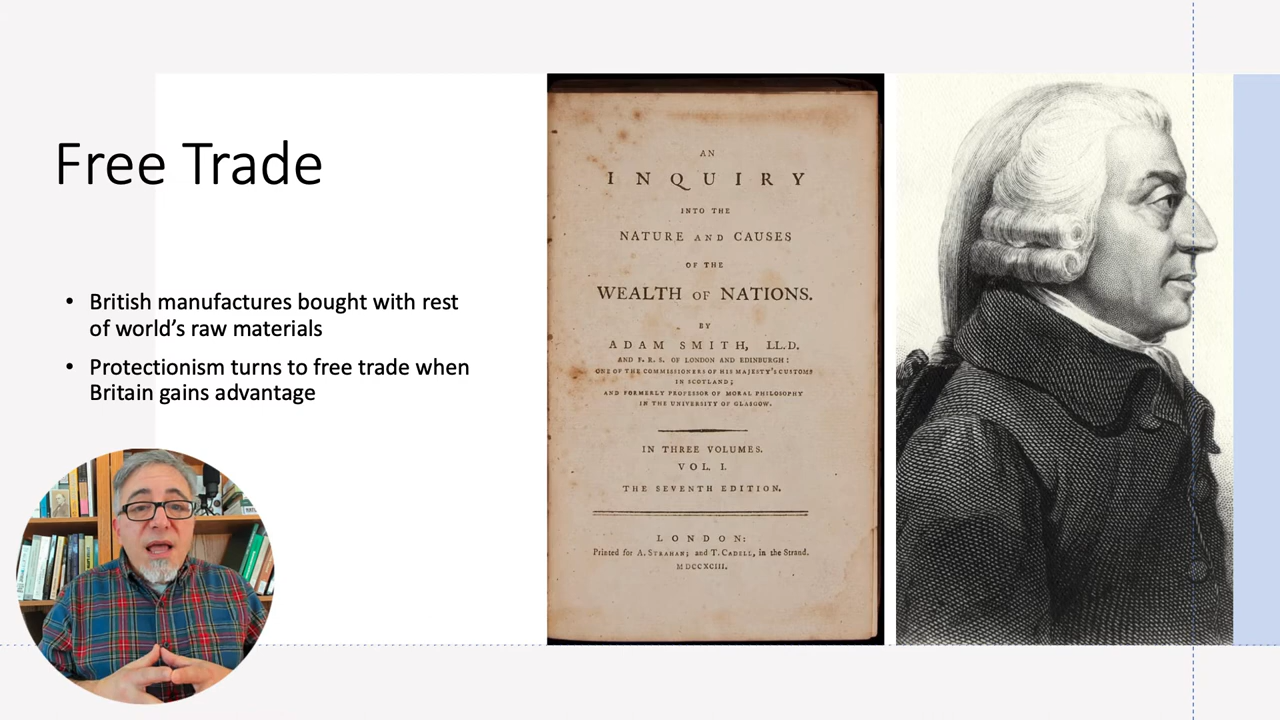 Free Trade
• British manufactures bought with rest
of world’s raw materials
• Protectionism turns to free trade when
Britain gains advantage
AN
INQUIRY
INTO THE
NATURE AND CAUSES
OF THE
WEALTH OF NATIONS.
BY
ADAM SMITH, LL.D.
AND F. R. S. OF LONDON AND EDINBURGH:
ONE OF THE COMMISSIONERS OF HIS MAJESTY'S CUSTOMS
IN SCOTLAND;
AND FORMERLY PROFESSOR OF MORAL PHILOSOPHY
IN THE UNIVERSITY OF GLASGOW.
IN THREE VOLUMES.
VOL. I.
THE SEVENTH EDITION.
LONDON:
Printed for A. STRAHAN; and T. CADELL, in the Strand.
MDCCXCIII.